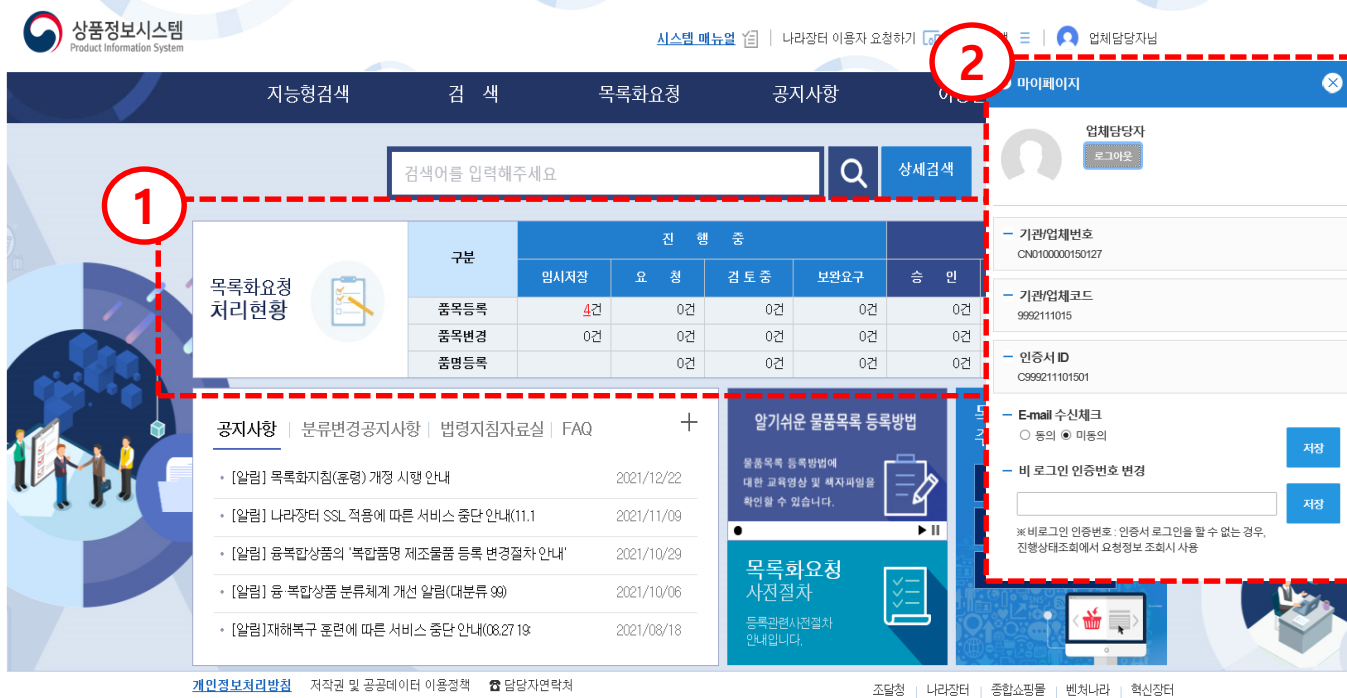 상품정보시스템
Product Information System
시스템 매뉴얼 | 나라장터 이용자 요청하기 | 업체담당자님
지능형검색 검 색 목록화요청 공지사항
2
마이페이지
업체담당자
로그아웃
검색어를 입력해주세요 상세검색
1
목록화요청
처리현황
구분 진 행 중
임시저장 요 청 검 토 중 보완요구 승 인
품목등록 4건 0건 0건 0건 0건
품목변경 0건 0건 0건 0건 0건
품명등록 0건 0건 0건 0건
기관/업체번호
CN0100000150127
기관/업체코드
9992111015
인증서 ID
C999211101501
E-mail 수신체크
동의 미동의
저장
비 로그인 인증번호 변경
저장
※ 비로그인 인증번호 : 인증서 로그인을 할 수 없는 경우,
진행상태조회에서 요청정보 조회시 사용
공지사항 | 분류변경공지사항 | 법령지침자료실 | FAQ +
· [알림] 목록화지침(훈령) 개정 시행 안내 2021/12/22
· [알림] 나라장터 SSL 적용에 따른 서비스 중단 안내(11.1 2021/11/09
· [알림] 융복합상품의 '복합품명 제조물품 등록 변경절차 안내' 2021/10/29
· [알림] 융·복합상품 분류체계 개선 알림(대분류 99) 2021/10/06
· [알림]재해복구 훈련에 따른 서비스 중단 안내(08.27 19: 2021/08/18
알기쉬운 물품목록 등록방법
물품목록 등록방법에
대한 교육영상 및 책자파일을
확인할 수 있습니다.
목록화요청
사전절차
등록관련사전절차
안내입니다.
개인정보처리방침 저작권 및 공공데이터 이용정책 담당자연락처
조달청 | 나라장터 | 종합쇼핑몰 | 벤처나라 | 혁신장터